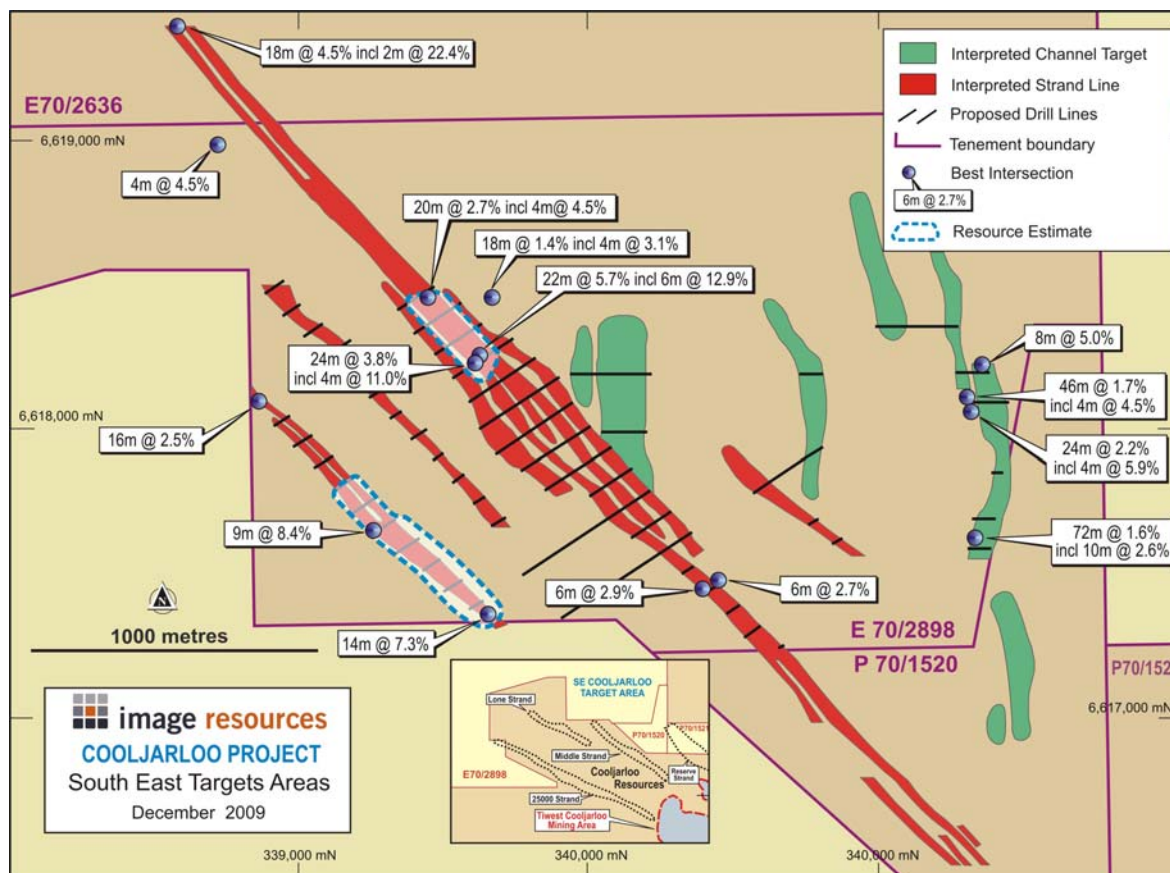 18m @ 4.5% incl 2m @ 22.4%
E70/2636
6,619,000 mN
4m @ 4.5%
20m @ 2.7% incl 4m@ 4.5%
18m @ 1.4% incl 4m @ 3.1%
22m @ 5.7% incl 6m @ 12.9%
24m @ 3.8%
incl 4m @ 11.0%
Interpreted Channel Target
Interpreted Strand Line
Proposed Drill Lines
Tenement boundary
Best Intersection
6m @ 2.7%
Resource Estimate
8m @ 5.0%
46m @ 1.7%
incl 4m @ 4.5%
24m @ 2.2%
incl 4m @ 5.9%
72m @ 1.6%
incl 10m @ 2.6%
6,618,000 mN
16m @ 2.5%
9m @ 8.4%
14m @ 7.3%
6m @ 2.9%
6m @ 2.7%
E 70/2898
P 70/1520
P70/152
6,617,000 mN
N
1000 metres
image resources
COOLJARLOO PROJECT
South East Targets Areas
December 2009
SE COOLJARLOO
TARGET AREA
Lone Strand
P70/1520
P70/1521
Middle Strand
Cooljarloo
Resources
Reserve
Strand
E70/2898
25000 Strand
Tiwest Cooljarloo
Mining Area
339,000 mN
340,000 mN
340,000 mN